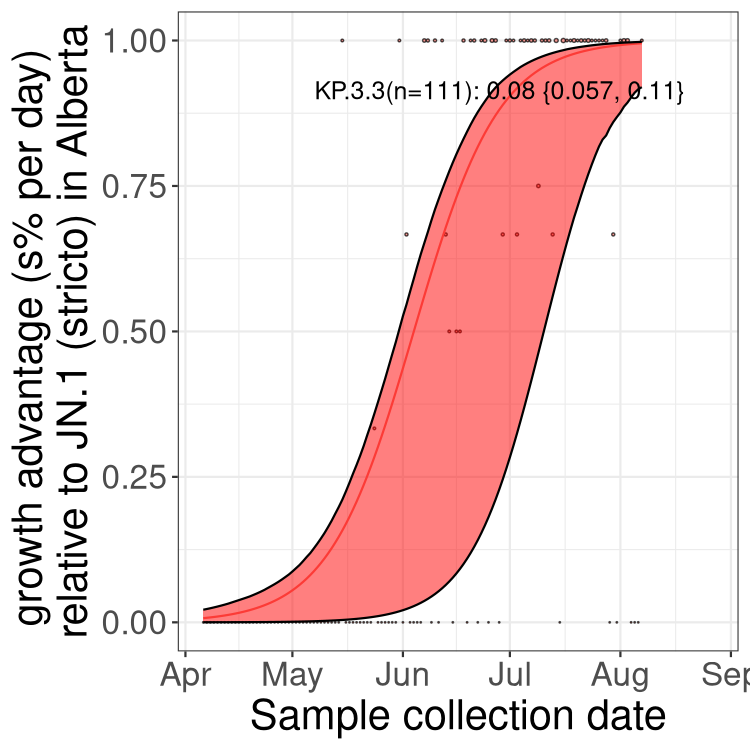 growth advantage (s% per day)
relative to JN.1 (stricto) in Alberta
1.00
0.75
0.50
0.25
0.00
KP.3.3(n=111): 0.08 {0.057, 0.11}
Apr May Jun Jul Aug Sep
Sample collection date